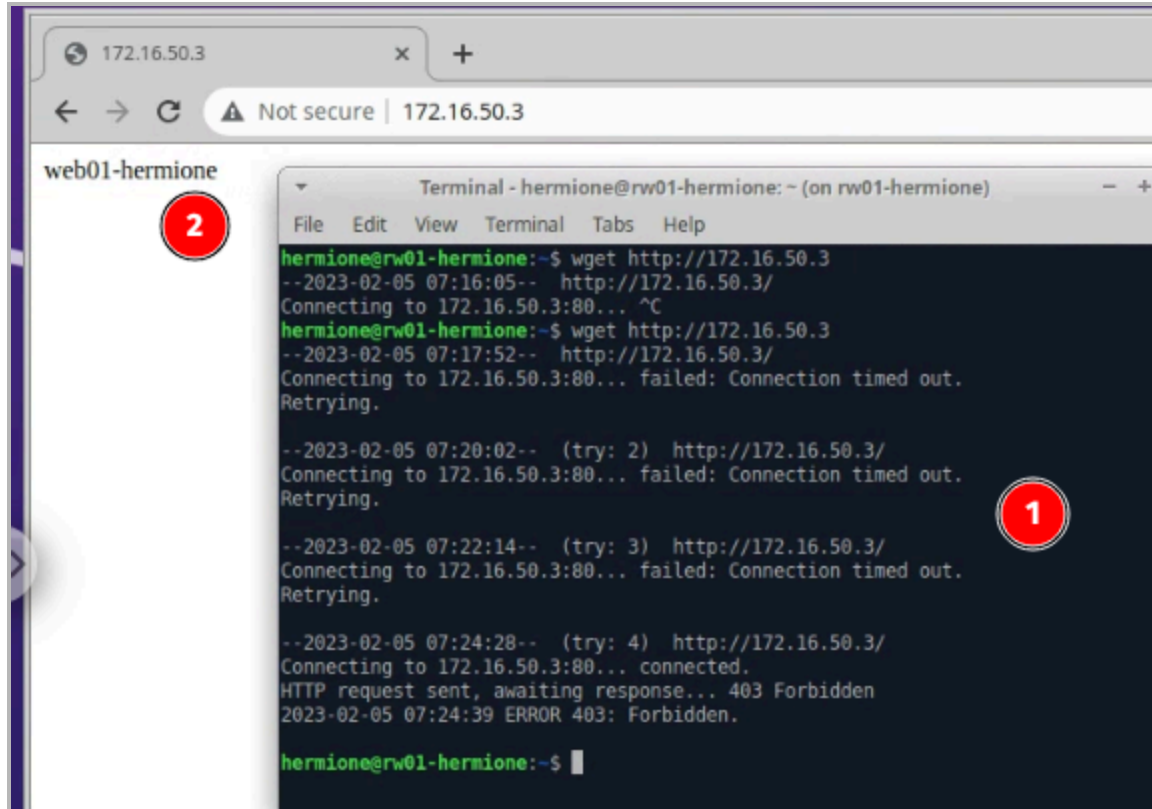 172.16.50.3
Not secure | 172.16.50.3
web01-hermione
2
Terminal - hermione@rw01-hermione: ~ (on rw01-hermione)
File Edit View Terminal Tabs Help
hermione@rw01-hermione:~$ wget http://172.16.50.3
--2023-02-05 07:16:05--  http://172.16.50.3/
Connecting to 172.16.50.3:80... ^C
hermione@rw01-hermione:~$ wget http://172.16.50.3
--2023-02-05 07:17:52--  http://172.16.50.3/
Connecting to 172.16.50.3:80... failed: Connection timed out.
Retrying.
--2023-02-05 07:20:02--  (try: 2)  http://172.16.50.3/
Connecting to 172.16.50.3:80... failed: Connection timed out.
Retrying.
1
--2023-02-05 07:22:14--  (try: 3)  http://172.16.50.3/
Connecting to 172.16.50.3:80... failed: Connection timed out.
Retrying.
--2023-02-05 07:24:28--  (try: 4)  http://172.16.50.3/
Connecting to 172.16.50.3:80... connected.
HTTP request sent, awaiting response... 403 Forbidden
2023-02-05 07:24:39 ERROR 403: Forbidden.
hermione@rw01-hermione:~$